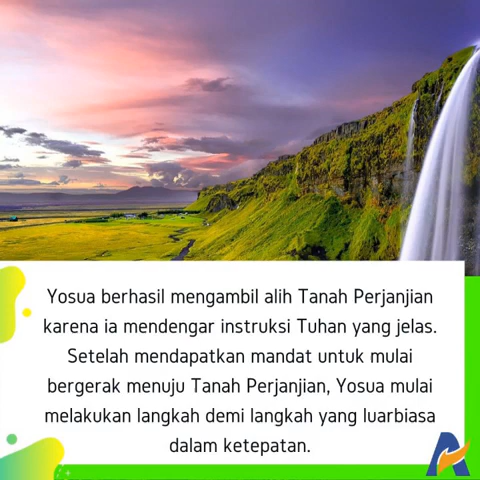 Yosua berhasil mengambil alih Tanah Perjanjian
karena ia mendengar instruksi Tuhan yang jelas.
Setelah mendapatkan mandat untuk mulai
bergerak menuju Tanah Perjanjian, Yosua mulai
melakukan langkah demi langkah yang luarbiasa
dalam ketepatan.